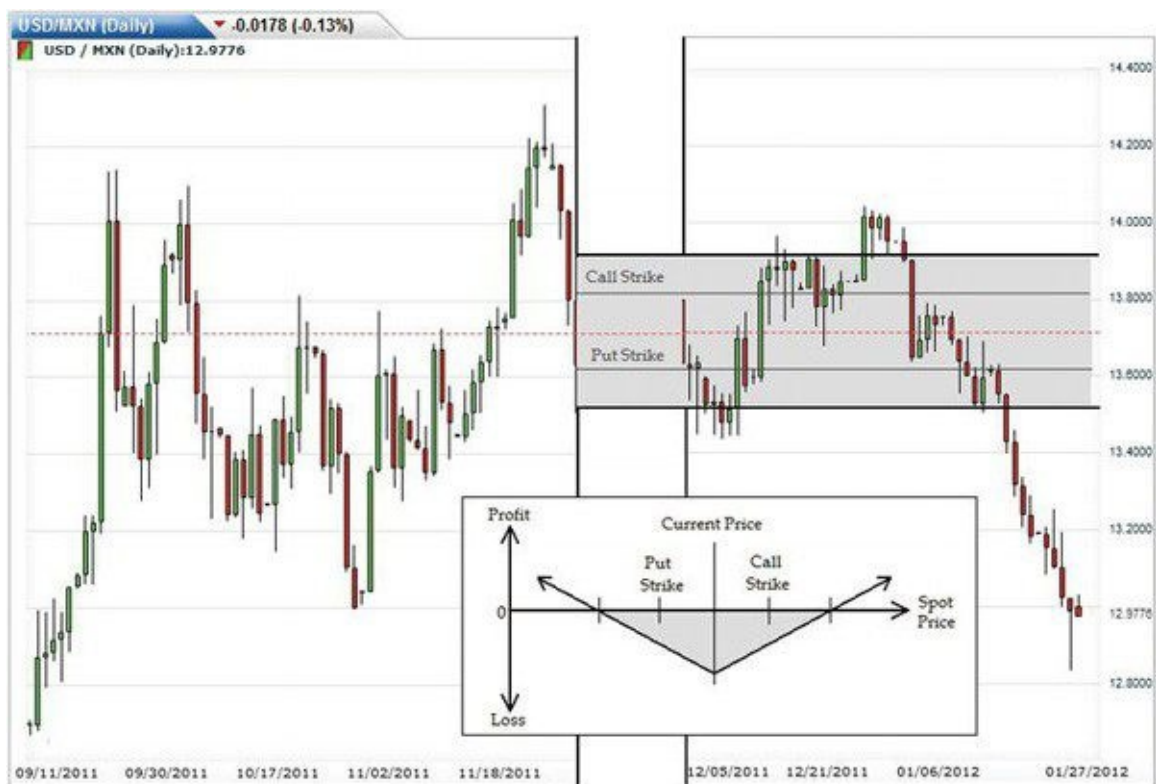 USD/MXN (Daily) -0.0178 (-0.13%)
USD / MXN (Daily):12.9776
14.4000
14.2000
14.0000
Call Strike
13.8000
Put Strike
13.6000
13.4000
Profit
Current Price
13.2000
Put
Strike
Call
Strike
0
Spot
Price
12.9776
Loss
12.8000
09/11/2011 09/30/2011 10/17/2011 11/02/2011 11/18/2011 12/05/2011 12/21/2011 01/06/2012 01/27/2012